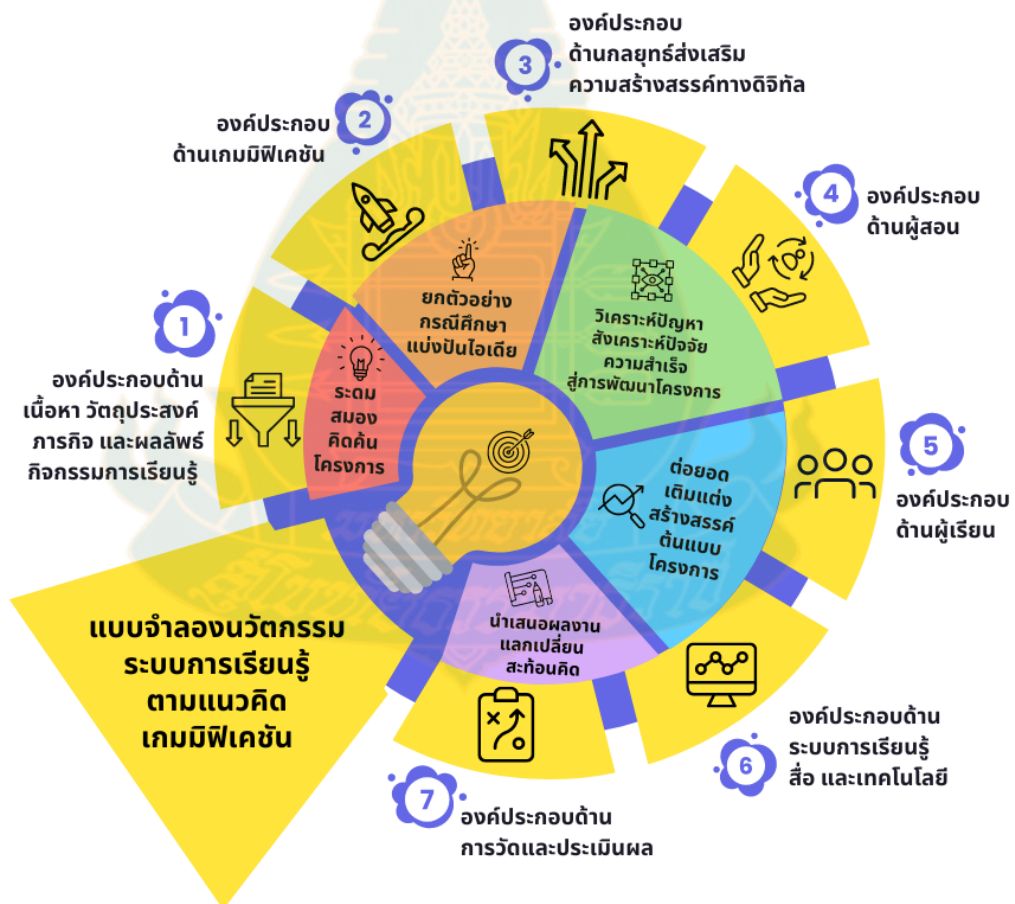 1
องค์ประกอบด้าน
เนื้อหา วัตถุประสงค์
ภารกิจ และผลลัพธ์
กิจกรรมการเรียนรู้
2
องค์ประกอบ
ด้านเกมมิฟิเคชัน
3
องค์ประกอบ
ด้านกลยุทธ์ส่งเสริม
ความสร้างสรรค์ทางดิจิทัล
4
องค์ประกอบ
ด้านผู้สอน
5
องค์ประกอบ
ด้านผู้เรียน
6
องค์ประกอบด้าน
ระบบการเรียนรู้
สื่อ และเทคโนโลยี
7
องค์ประกอบด้าน
การวัดและประเมินผล
ระดม
สมอง
คิดค้น
โครงการ
ยกตัวอย่าง
กรณีศึกษา
แบ่งปันไอเดีย
วิเคราะห์ปัญหา
สังเคราะห์ปัจจัย
ความสำเร็จ
สู่การพัฒนาโครงการ
ต่อยอด
เติมแต่ง
สร้างสรรค์
ต้นแบบ
โครงการ
นำเสนอผลงาน
แลกเปลี่ยน
สะท้อนคิด
แบบจำลองนวัตกรรม
ระบบการเรียนรู้
ตามแนวคิด
เกมมิฟิเคชัน